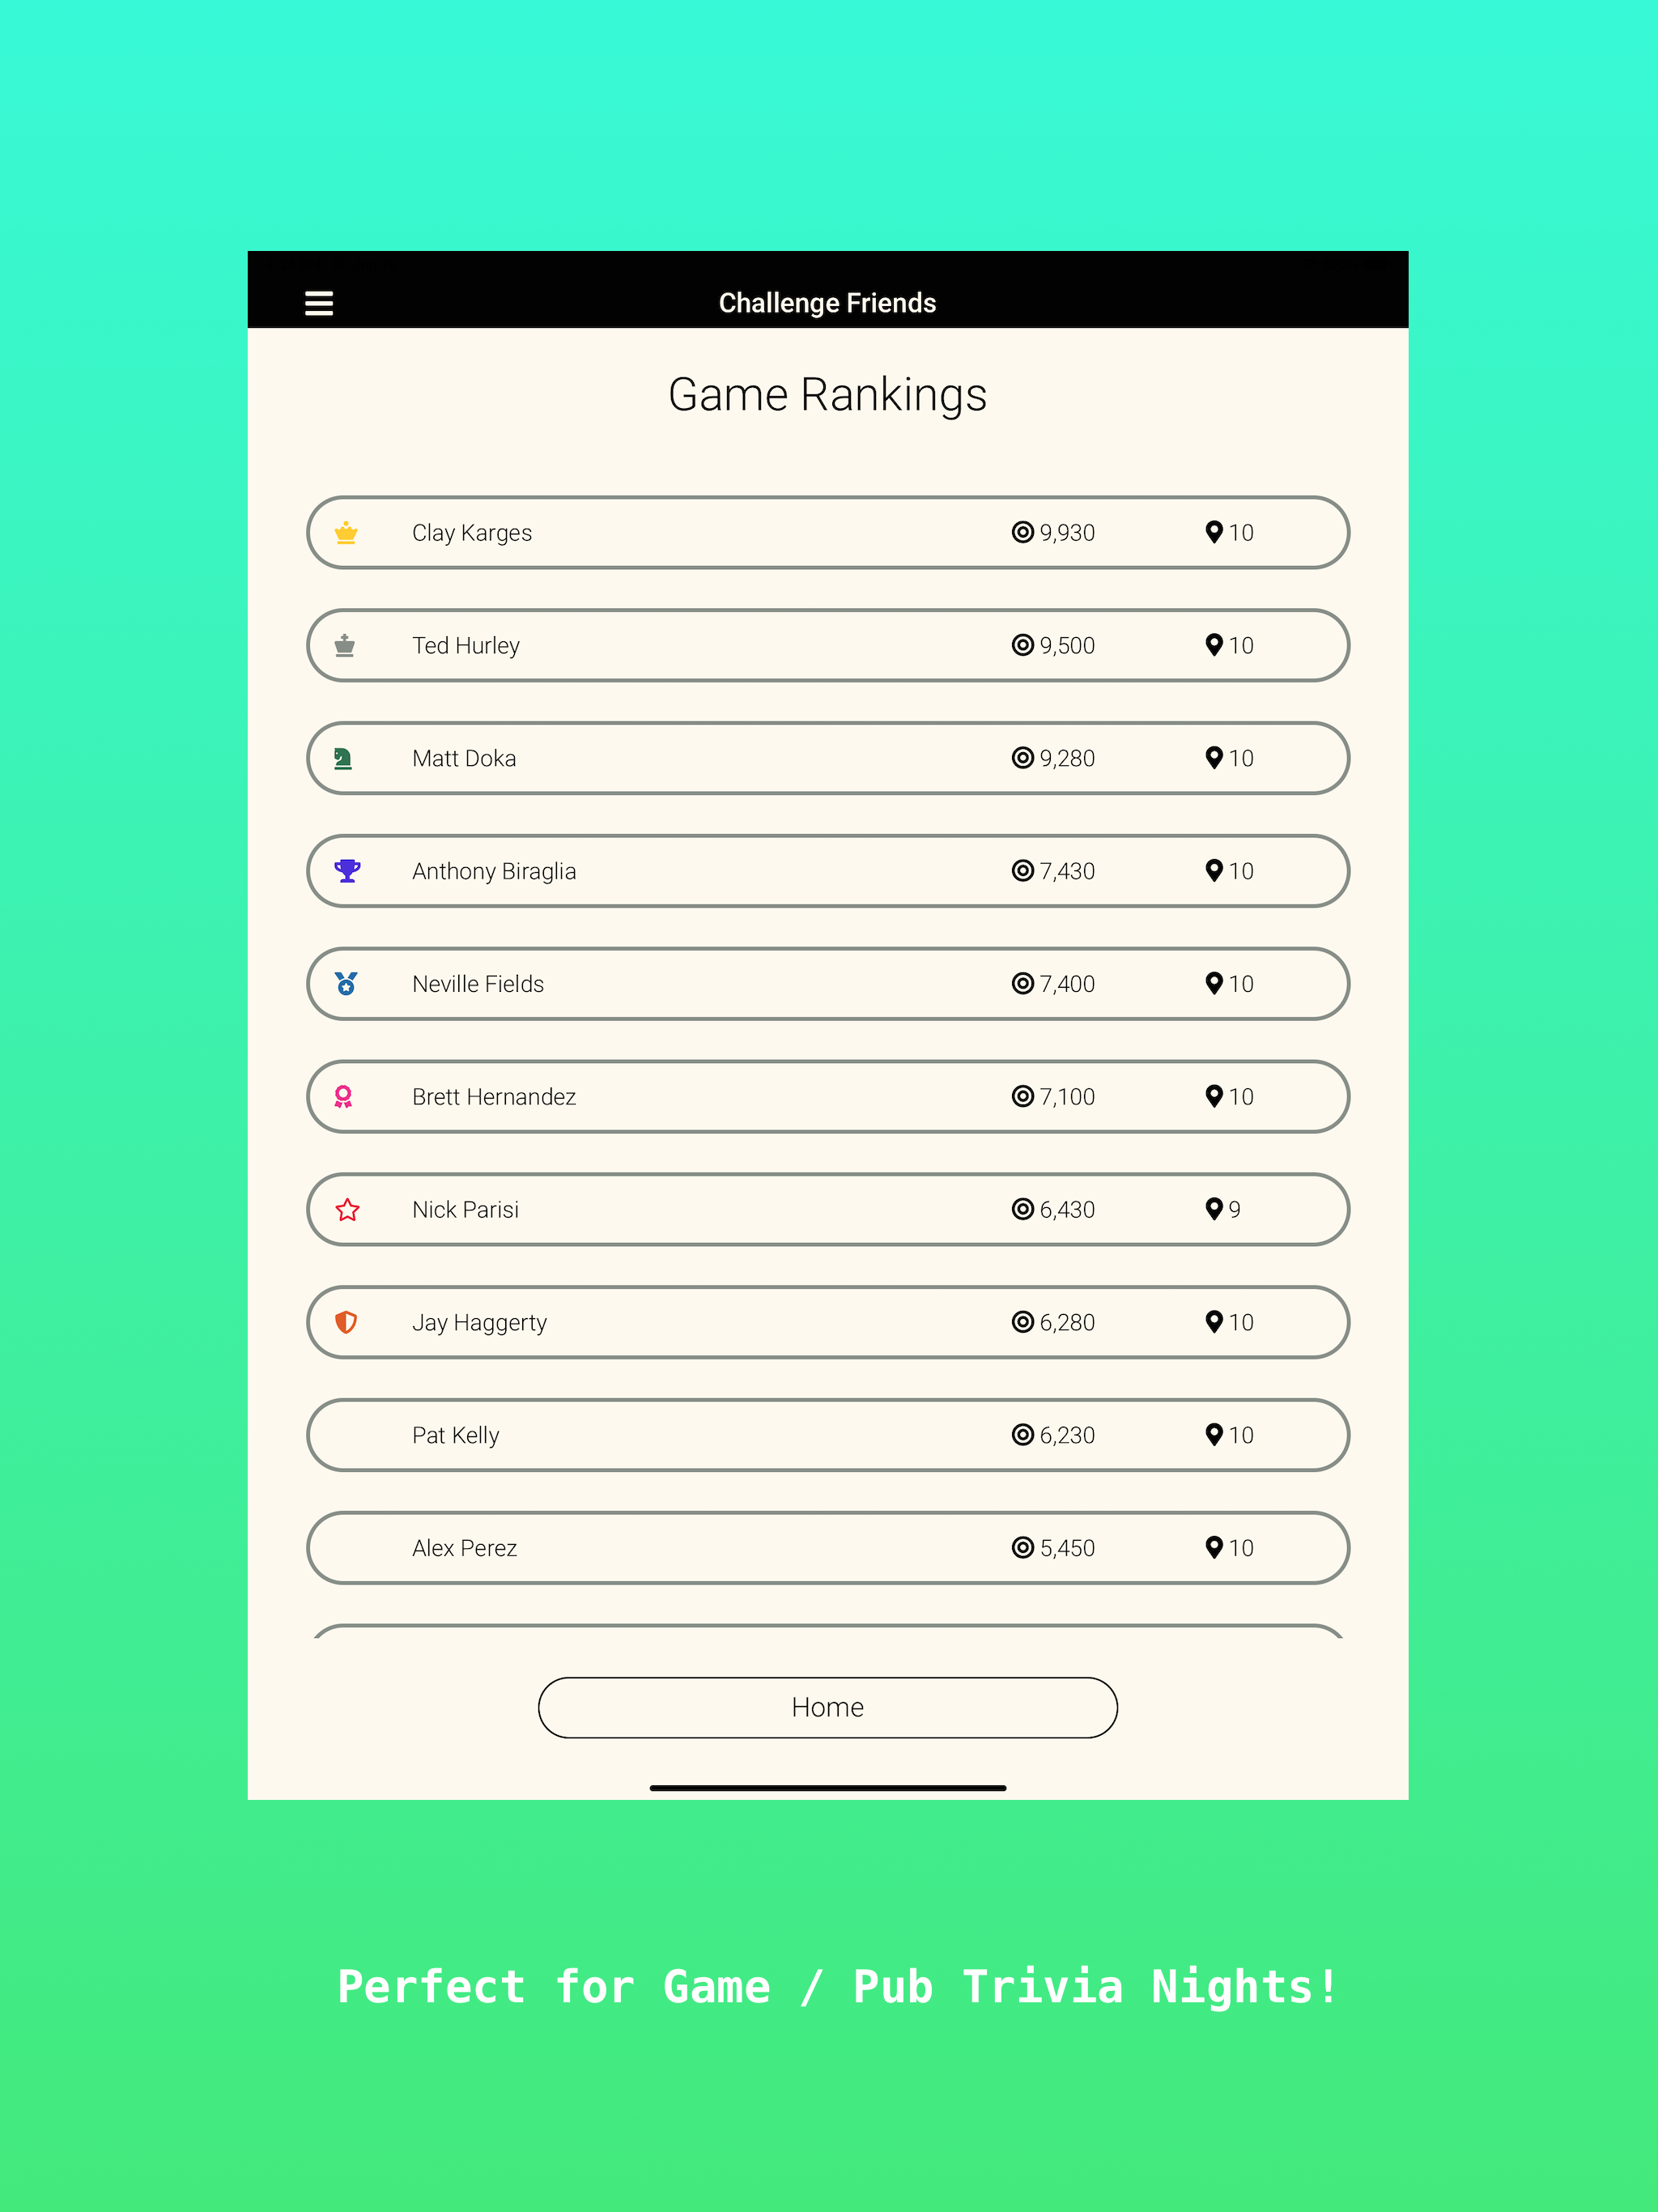 Challenge Friends
Game Rankings
Clay Karges 9,930 10
Ted Hurley 9,500 10
Matt Doka 9,280 10
Anthony Biraglia 7,430 10
Neville Fields 7,400 10
Brett Hernandez 7,100 10
Nick Parisi 6,430 9
Jay Haggerty 6,280 10
Pat Kelly 6,230 10
Alex Perez 5,450 10
Home
Perfect for Game / Pub Trivia Nights!